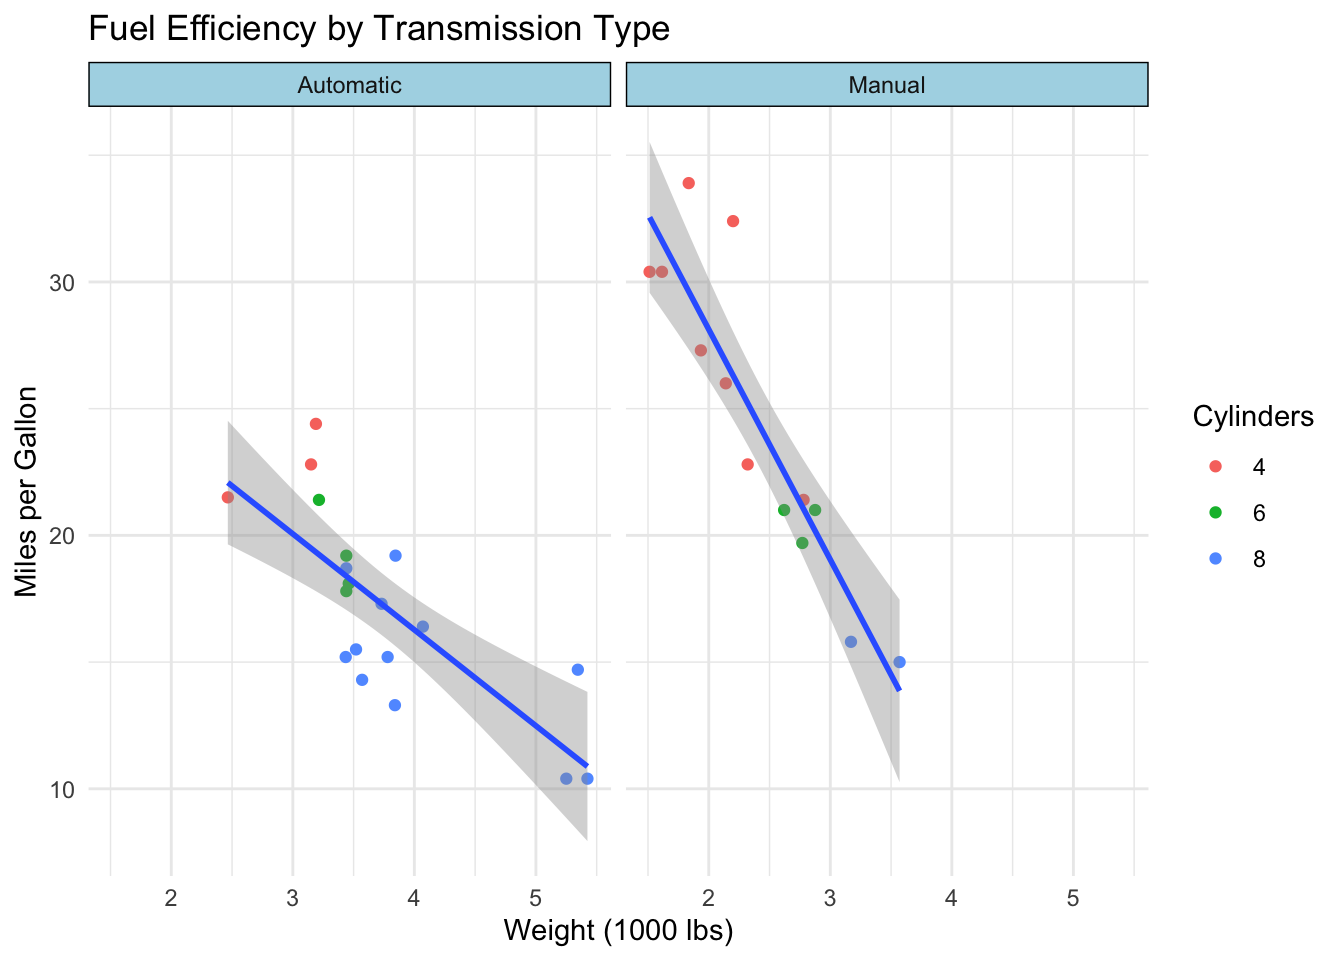 Fuel Efficiency by Transmission Type
Automatic
Manual
Miles per Gallon
30
20
10
2 3 4 5
2 3 4 5
Weight (1000 lbs)
Cylinders
4
6
8